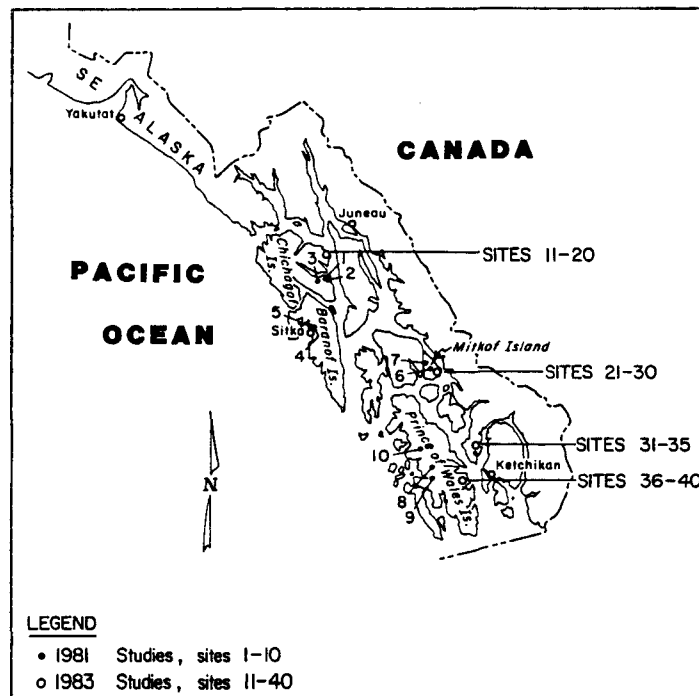 SE ALASKA
Yakutat
CANADA
Juneau
SITES 11-20
3
1
2
Chichagof Is.
PACIFIC
OCEAN
5
Sitka
4
Baranof Is.
Mitkof Island
7
6
SITES 21-30
Prince of Wales Is.
10
SITES 31-35
Ketchikan
SITES 36-40
8
9
N
LEGEND
• 1981 Studies, sites 1-10
o 1983 Studies, sites 11-40